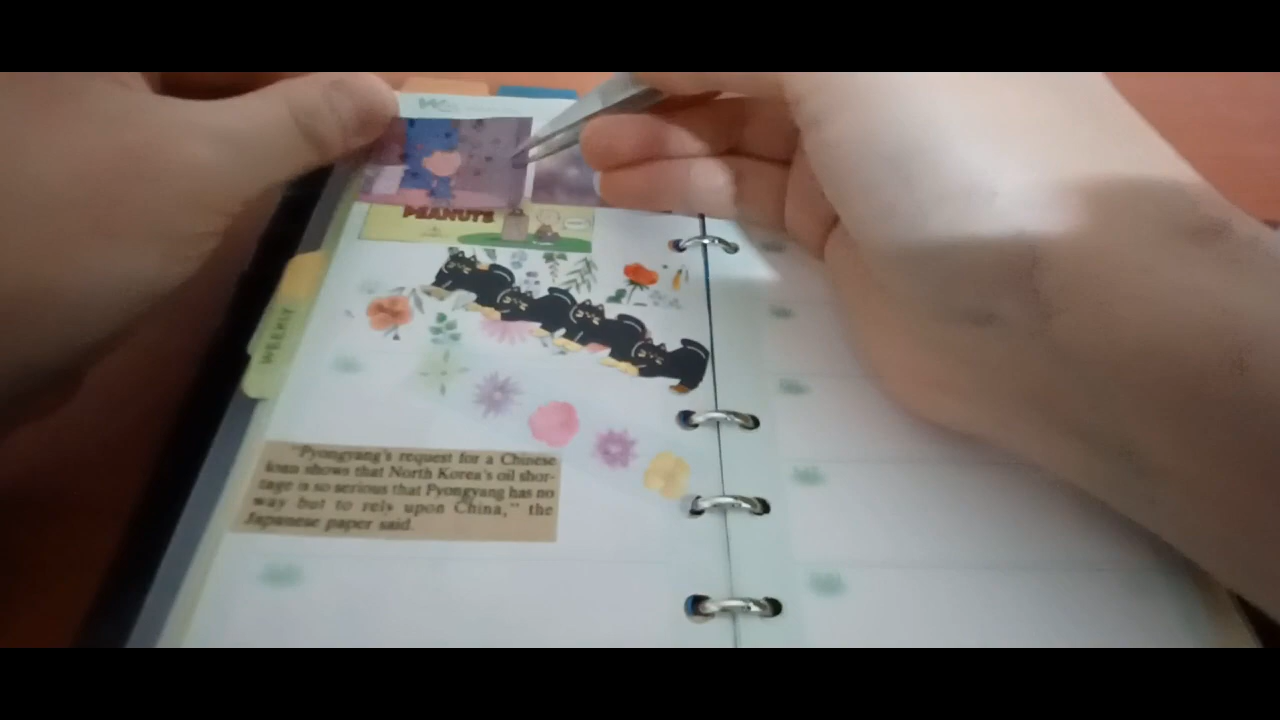 PEANUTS
WEEKLY
"Pyongyang's request for a Chinese
loan shows that North Korea's oil shor-
tage is so serious that Pyongyang has no
way but to rely upon China," the
Japanese paper said.